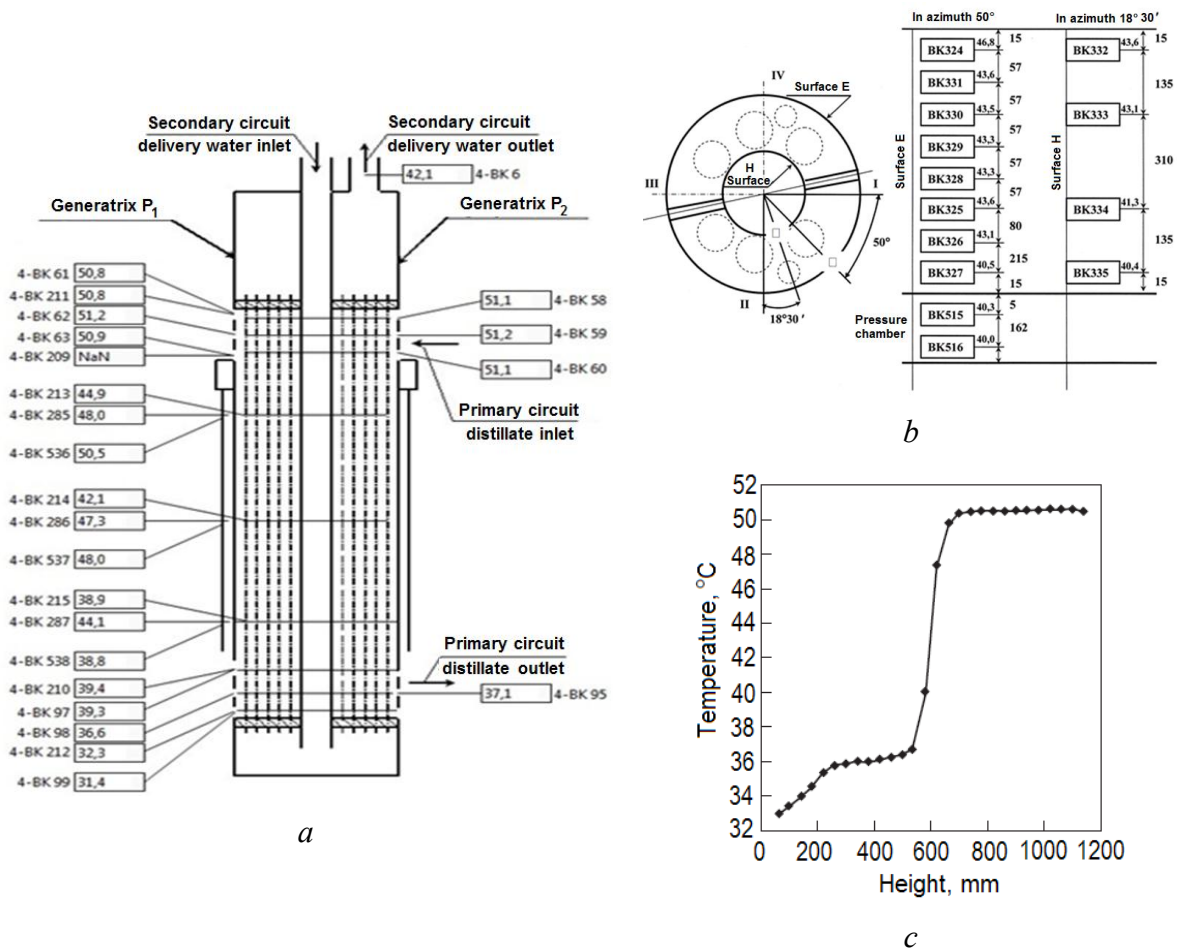 Secondary circuit
delivery water inlet
Secondary circuit
delivery water outlet
42,1 4-BK 6
Generatrix P1
Generatrix P2
4-BK 61 50,8
4-BK 211 50,8
4-BK 62 51,2
4-BK 63 50,9
4-BK 209 NaN
4-BK 213 44,9
4-BK 285 48,0
4-BK 536 50,5
4-BK 214 42,1
4-BK 286 47,3
4-BK 537 48,0
4-BK 215 38,9
4-BK 287 44,1
4-BK 538 38,8
4-BK 210 39,4
4-BK 97 39,3
4-BK 98 36,6
4-BK 212 32,3
4-BK 99 31,4
51,1 4-BK 58
51,2 4-BK 59
51,1 4-BK 60
Primary circuit
distillate inlet
Primary circuit
distillate outlet
37,1 4-BK 95
a
IV
Surface E
H
Surface
III
I
50°
II
18°30′
In azimuth 50°
In azimuth 18° 30′
Surface E
BK324 46,8 15
57
BK331 43,6
57
BK330 43,5
57
BK329 43,3
57
BK328 43,3
57
BK325 43,6
80
BK326 43,1
215
BK327 40,5
15
Pressure
chamber
BK515 40,3 5
162
BK516 40,0
Surface H
BK332 43,6 15
135
BK333 43,1
310
BK334 41,3
135
BK335 40,4
15
b
Temperature, °C
52
50
48
46
44
42
40
38
36
34
32
0 200 400 600 800 1000 1200
Height, mm
c